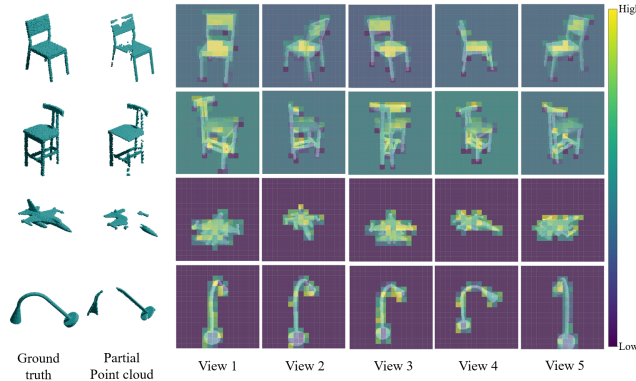 High
Low
Ground
truth
Partial
Point cloud
View 1
View 2
View 3
View 4
View 5